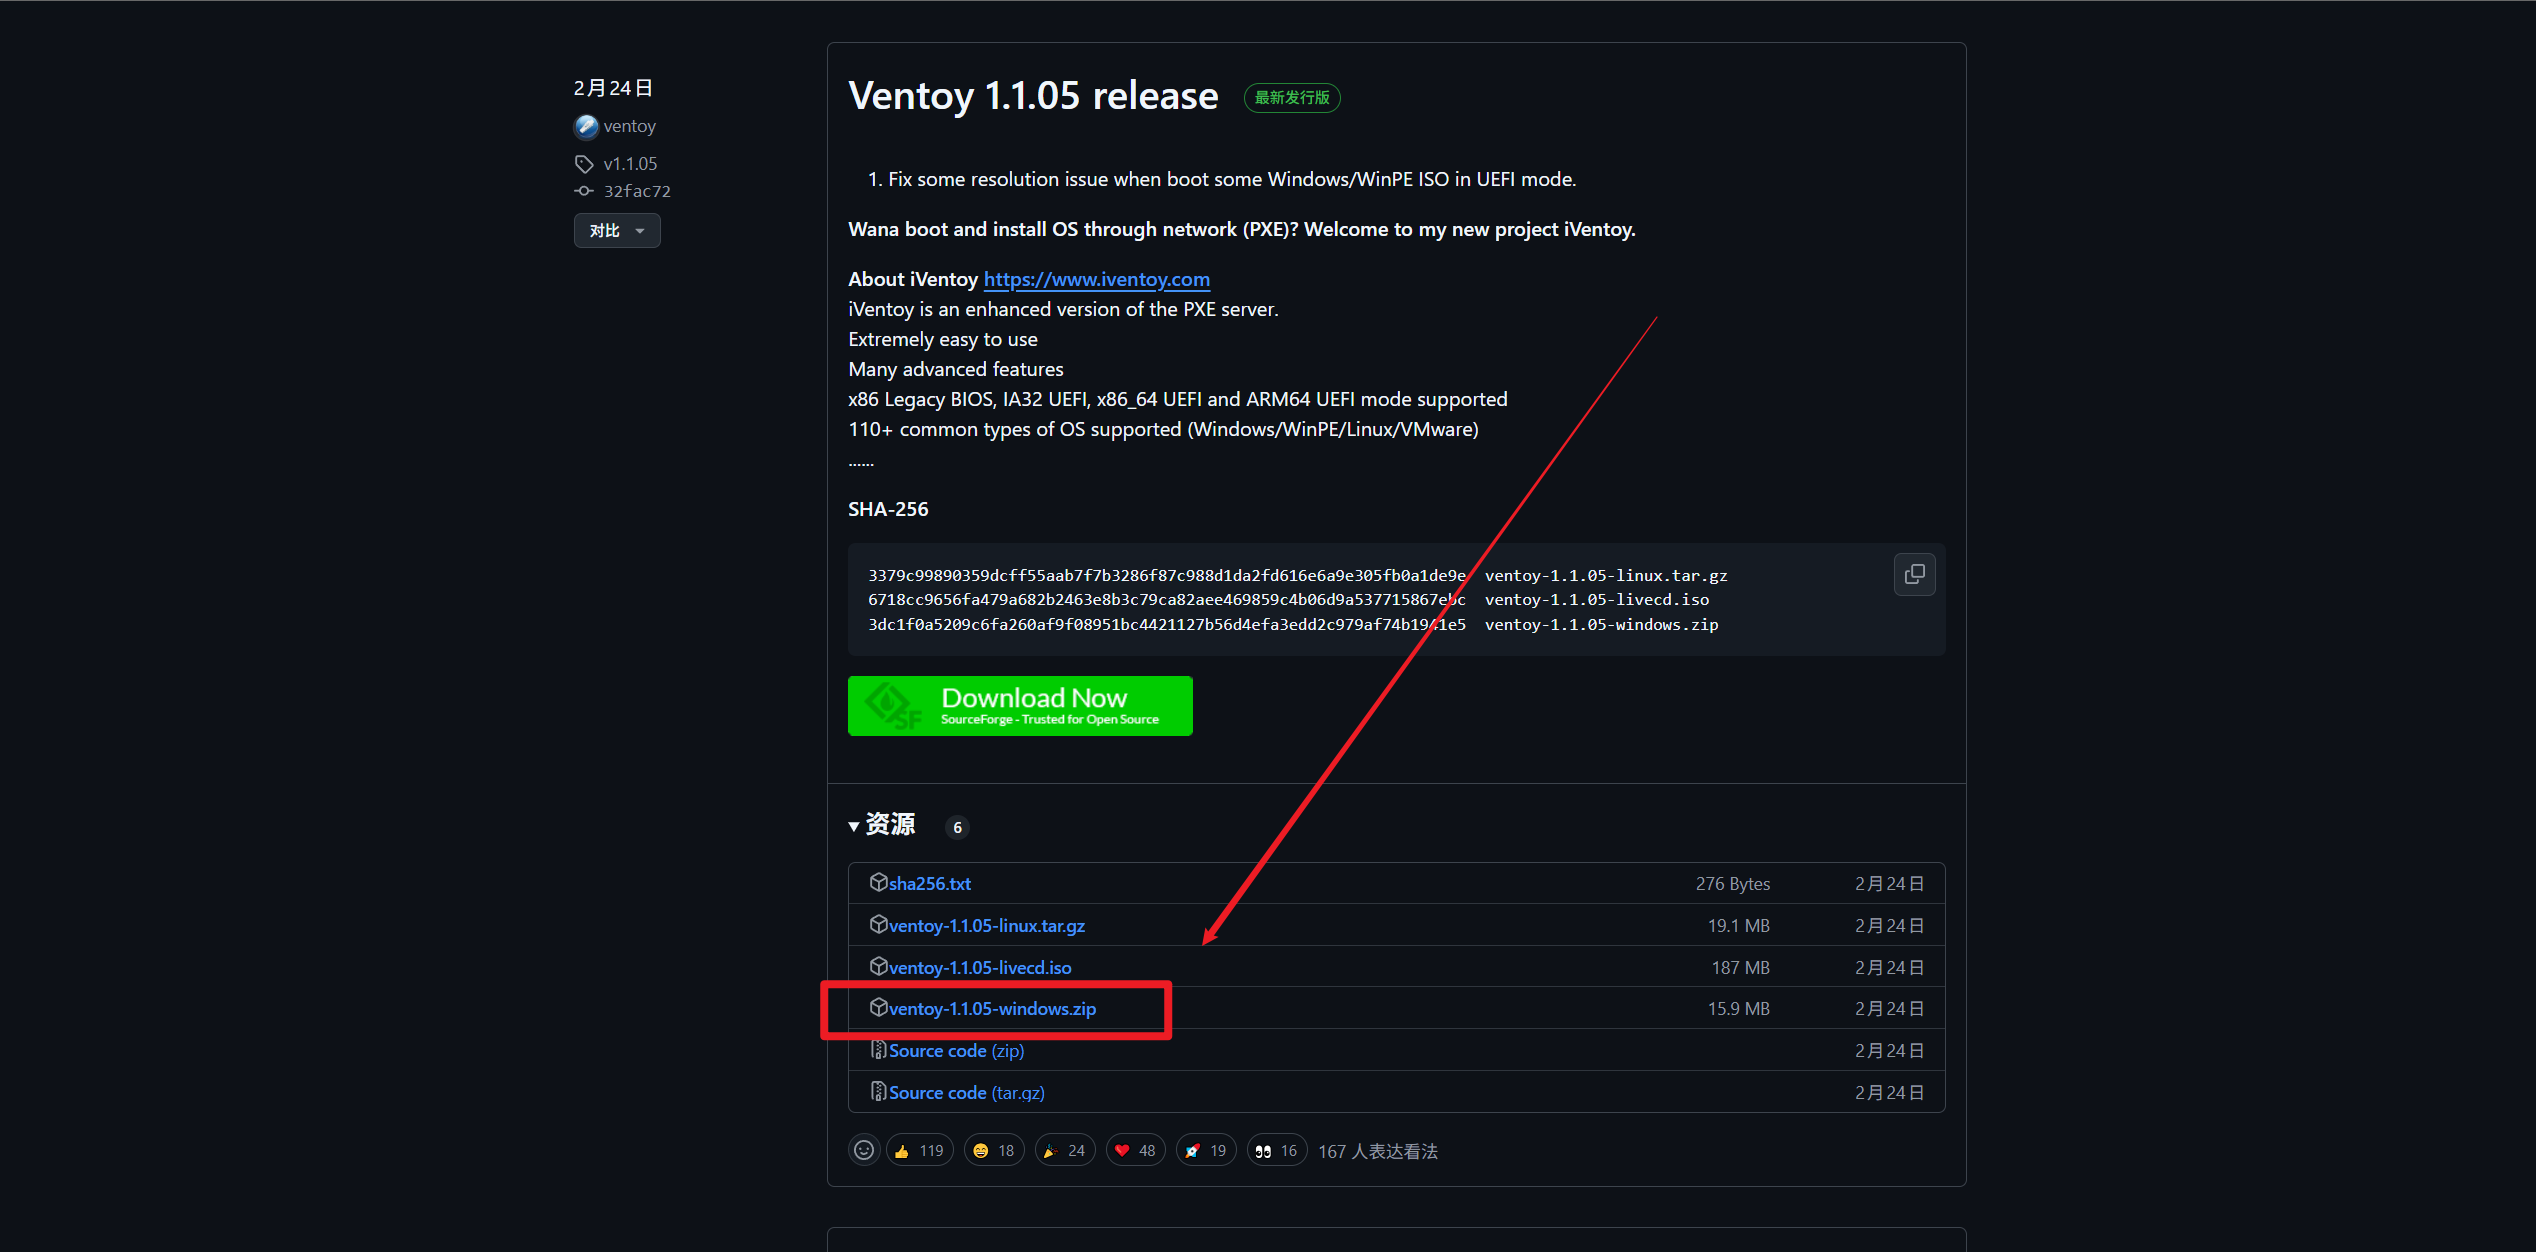 2月24日
ventoy
v1.1.05
32fac72
对比
Ventoy 1.1.05 release 最新发行版
1. Fix some resolution issue when boot some Windows/WinPE ISO in UEFI mode.
Wana boot and install OS through network (PXE)? Welcome to my new project iVentoy.
About iVentoy https://www.iventoy.com
iVentoy is an enhanced version of the PXE server.
Extremely easy to use
Many advanced features
x86 Legacy BIOS, IA32 UEFI, x86_64 UEFI and ARM64 UEFI mode supported
110+ common types of OS supported (Windows/WinPE/Linux/VMware)
......
SHA-256
3379c99890359dcff55aab7f7b3286f87c988d1da2fd616e6a9e305fb0a1de9e ventoy-1.1.05-linux.tar.gz
6718cc9656fa479a682b2463e8b3c79ca82aee469859c4b06d9a537715867ebc ventoy-1.1.05-livecd.iso
3dc1f0a5209c6fa260af9f08951bc4421127b56d4efa3edd2c979af74b1941e5 ventoy-1.1.05-windows.zip
SF
Download Now
SourceForge - Trusted for Open Source
资源 6
sha256.txt 276 Bytes 2月24日
ventoy-1.1.05-linux.tar.gz 19.1 MB 2月24日
ventoy-1.1.05-livecd.iso 187 MB 2月24日
ventoy-1.1.05-windows.zip 15.9 MB 2月24日
Source code (zip) 2月24日
Source code (tar.gz) 2月24日
119 18 24 48 19 16 167 人表达看法